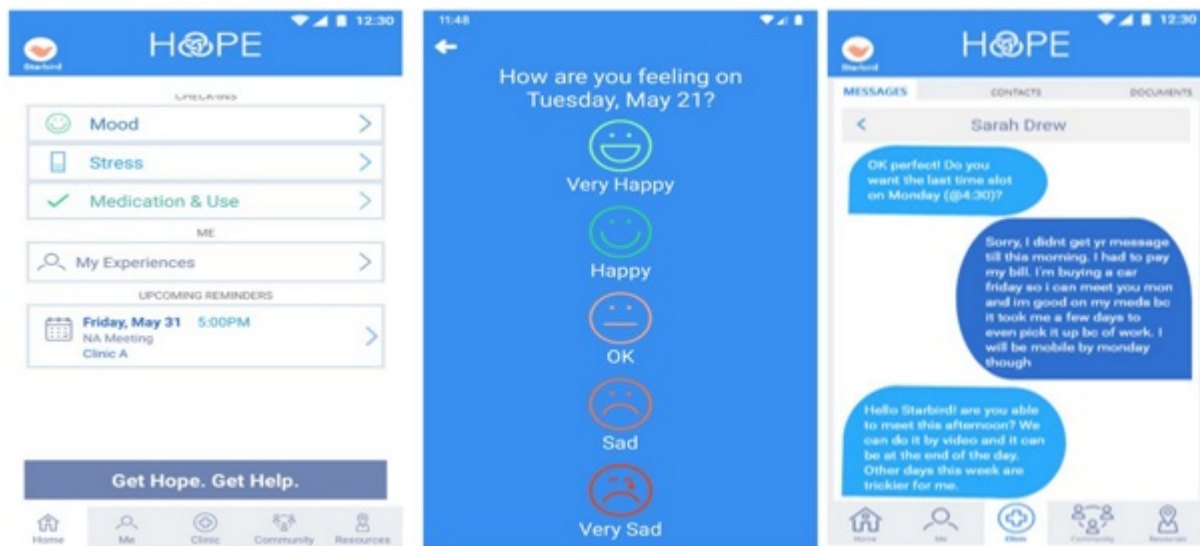 12:30
Starbird
HOPE
CHECK-INS
Mood
Stress
Medication & Use
ME
My Experiences
UPCOMING REMINDERS
Friday, May 31 5:00PM
NA Meeting
Clinic A
Get Hope. Get Help.
Home Me Clinic Community Resources
11:48
How are you feeling on
Tuesday, May 21?
Very Happy
Happy
OK
Sad
Very Sad
12:30
Starbird
HOPE
MESSAGES CONTACTS DOCUMENTS
Sarah Drew
OK perfect! Do you
want the last time slot
on Monday (@4:30)?
Sorry, I didnt get yr message
till this morning. I had to pay
my bill. I'm buying a car
friday so i can meet you mon
and im good on my meds bc
it took me a few days to
even pick it up bc of work. I
will be mobile by monday
though
Hello Starbird! are you able
to meet this afternoon? We
can do it by video and it can
be at the end of the day.
Other days this week are
trickier for me.
Home Me Clinic Community Resources